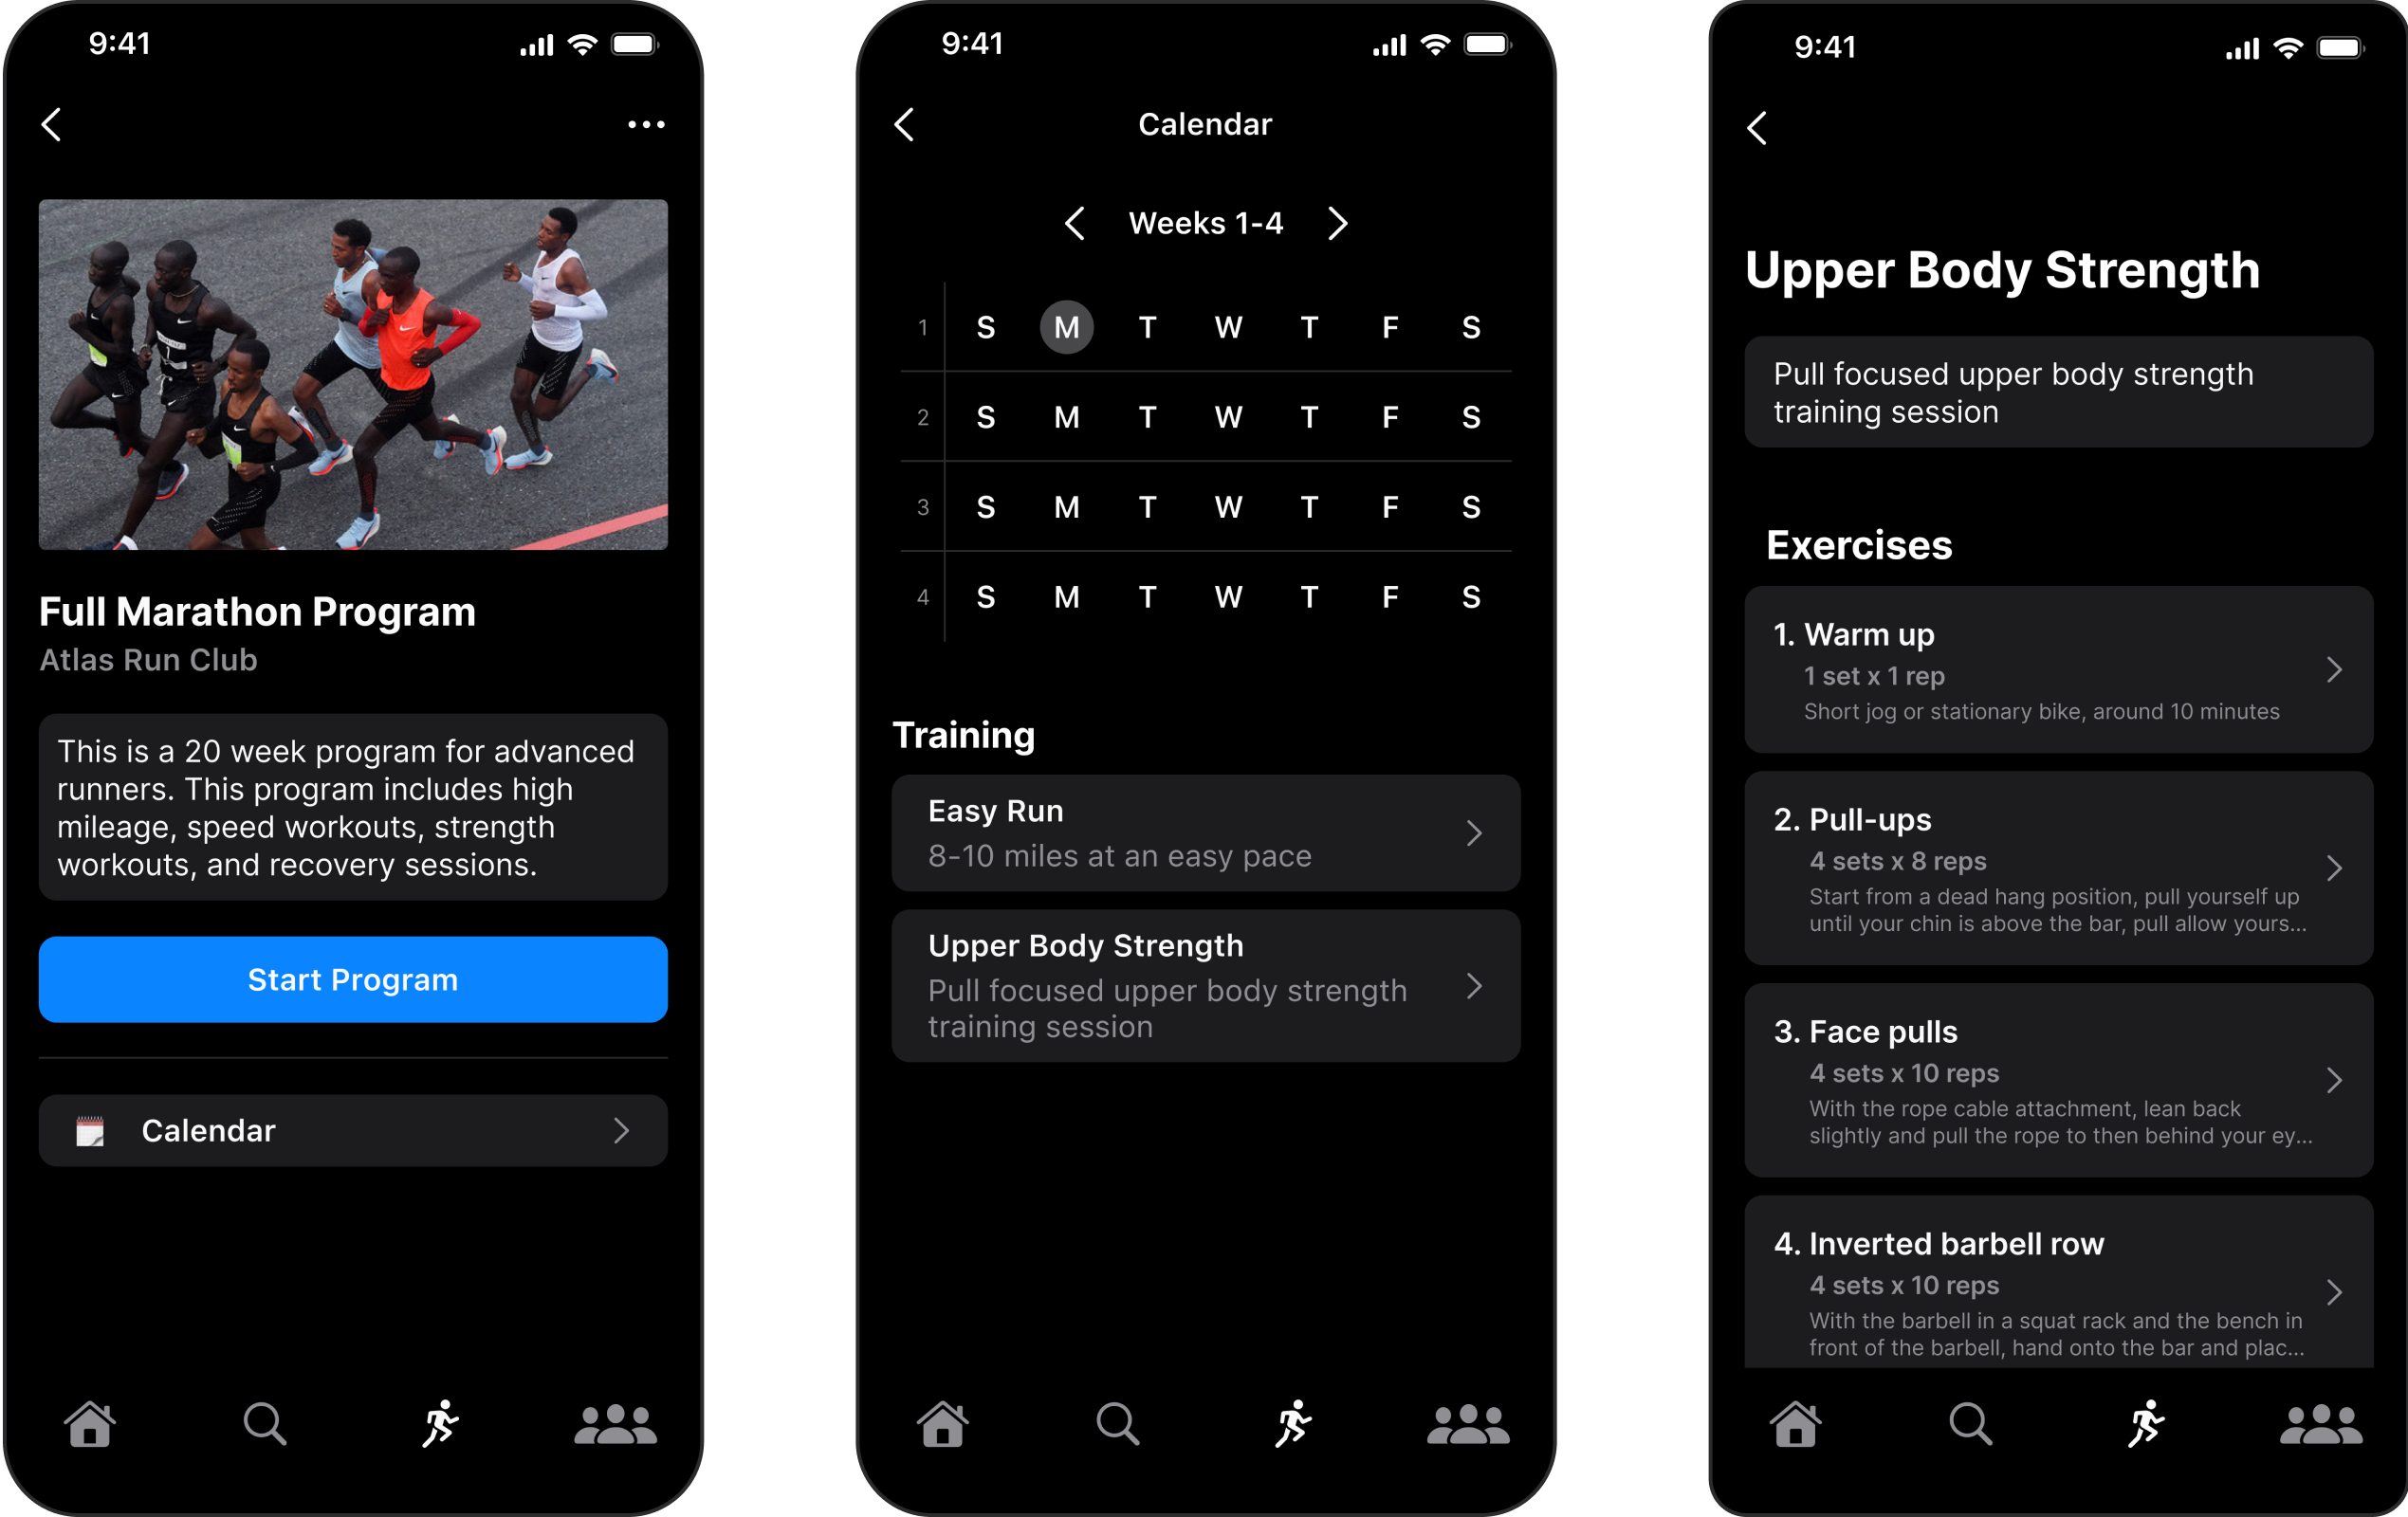 9:41
Full Marathon Program
Atlas Run Club
This is a 20 week program for advanced
runners. This program includes high
mileage, speed workouts, strength
workouts, and recovery sessions.
Start Program
Calendar
9:41
Calendar
Weeks 1-4
1 S M T W T F S
2 S M T W T F S
3 S M T W T F S
4 S M T W T F S
Training
Easy Run
8-10 miles at an easy pace
Upper Body Strength
Pull focused upper body strength
training session
9:41
Upper Body Strength
Pull focused upper body strength
training session
Exercises
1. Warm up
1 set x 1 rep
Short jog or stationary bike, around 10 minutes
2. Pull-ups
4 sets x 8 reps
Start from a dead hang position, pull yourself up
until your chin is above the bar, pull allow yours...
3. Face pulls
4 sets x 10 reps
With the rope cable attachment, lean back
slightly and pull the rope to then behind your ey...
4. Inverted barbell row
4 sets x 10 reps
With the barbell in a squat rack and the bench in
front of the barbell, hand onto the bar and plac...